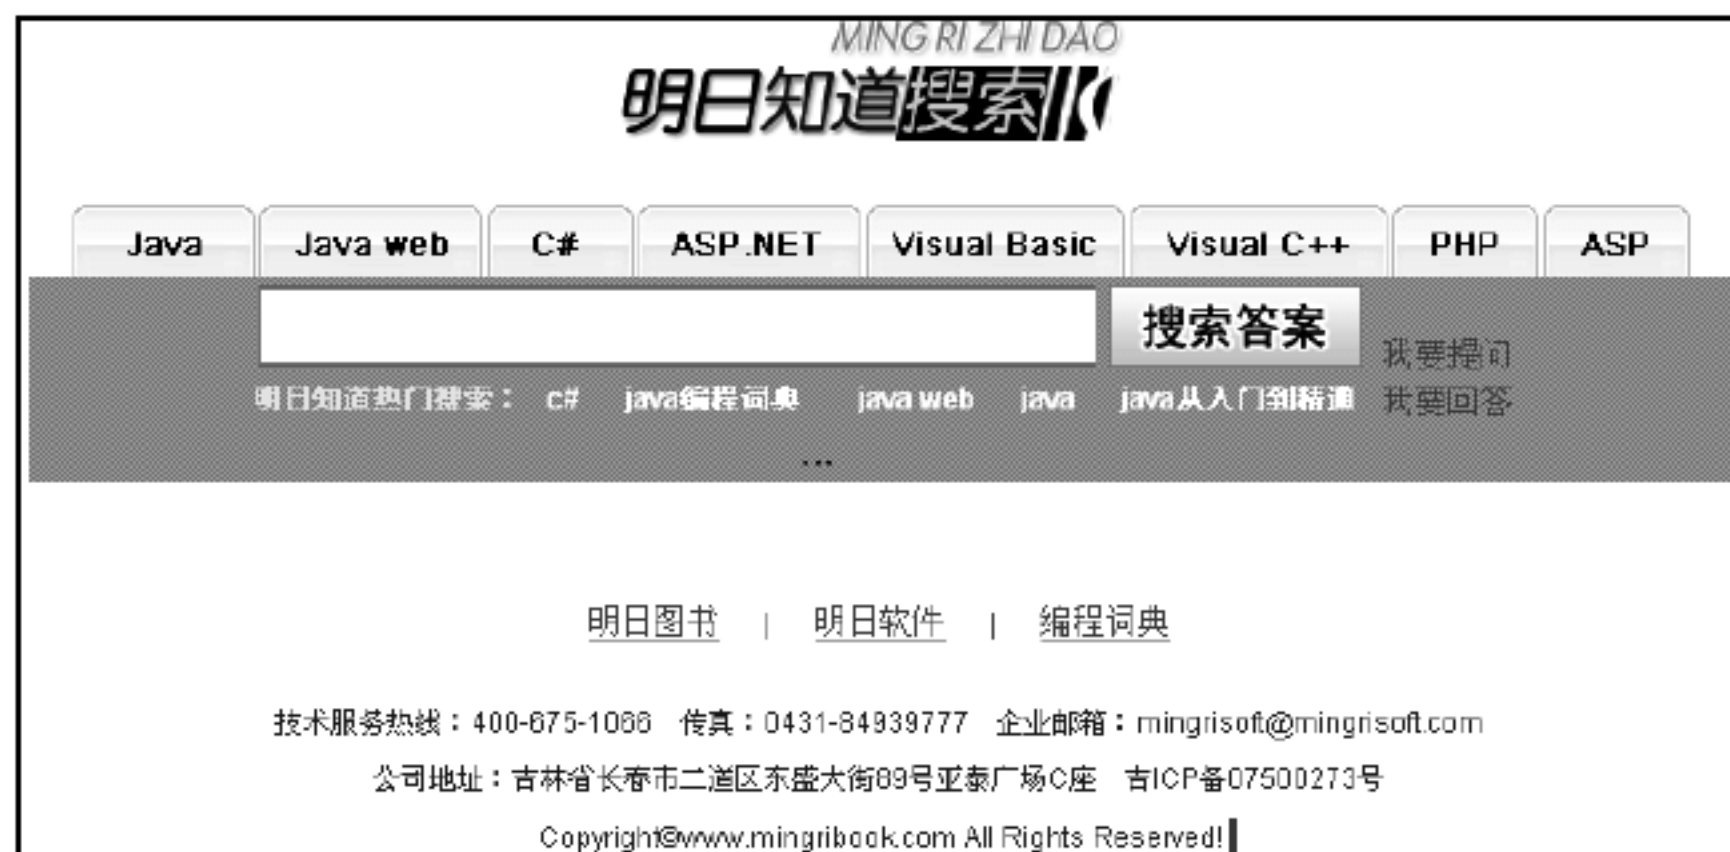 MING RI ZHI DAO
明日知道搜索
Java Java web C# ASP.NET Visual Basic Visual C++ PHP ASP
搜索答案 我要提问
明日知道热门搜索： c# java编程词典 java web java java从入门到精通 我要回答
...
明日图书 | 明日软件 | 编程词典
技术服务热线：400-675-1066 传真：0431-84939777 企业邮箱：mingrisoft@mingrisoft.com
公司地址：吉林省长春市二道区东盛大街89号亚泰广场C座 吉ICP备07500273号
Copyright©www.mingribook.com All Rights Reserved!